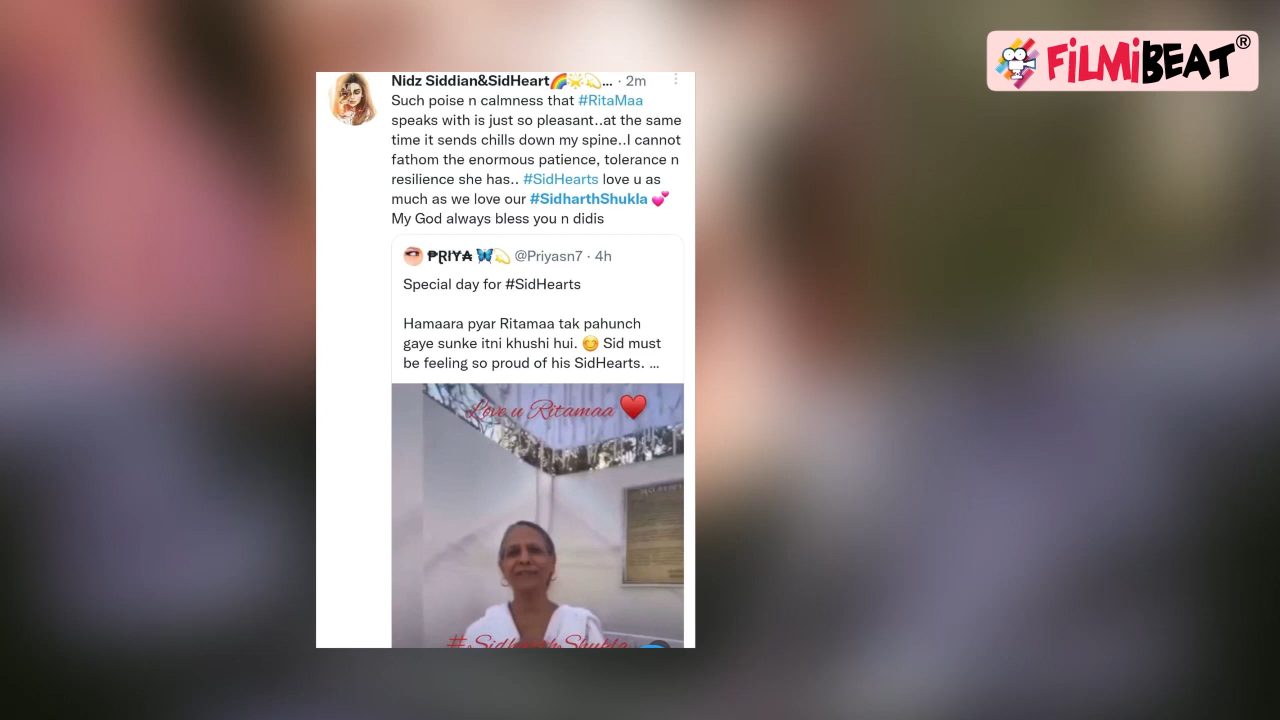 FiLMiBEAT®
Nidz Siddian&SidHeart🌈🌟💫... · 2m
Such poise n calmness that #RitaMaa
speaks with is just so pleasant..at the same
time it sends chills down my spine..I cannot
fathom the enormous patience, tolerance n
resilience she has.. #SidHearts love u as
much as we love our #SidharthShukla 💕
My God always bless you n didis
₱ⱤłɎ₳ 🦋💫 @Priyasn7 · 4h
Special day for #SidHearts
Hamaara pyar Ritamaa tak pahunch
gaye sunke itni khushi hui. 😊 Sid must
be feeling so proud of his SidHearts. ...
Love u Ritamaa ♥️
#SidharthShukla